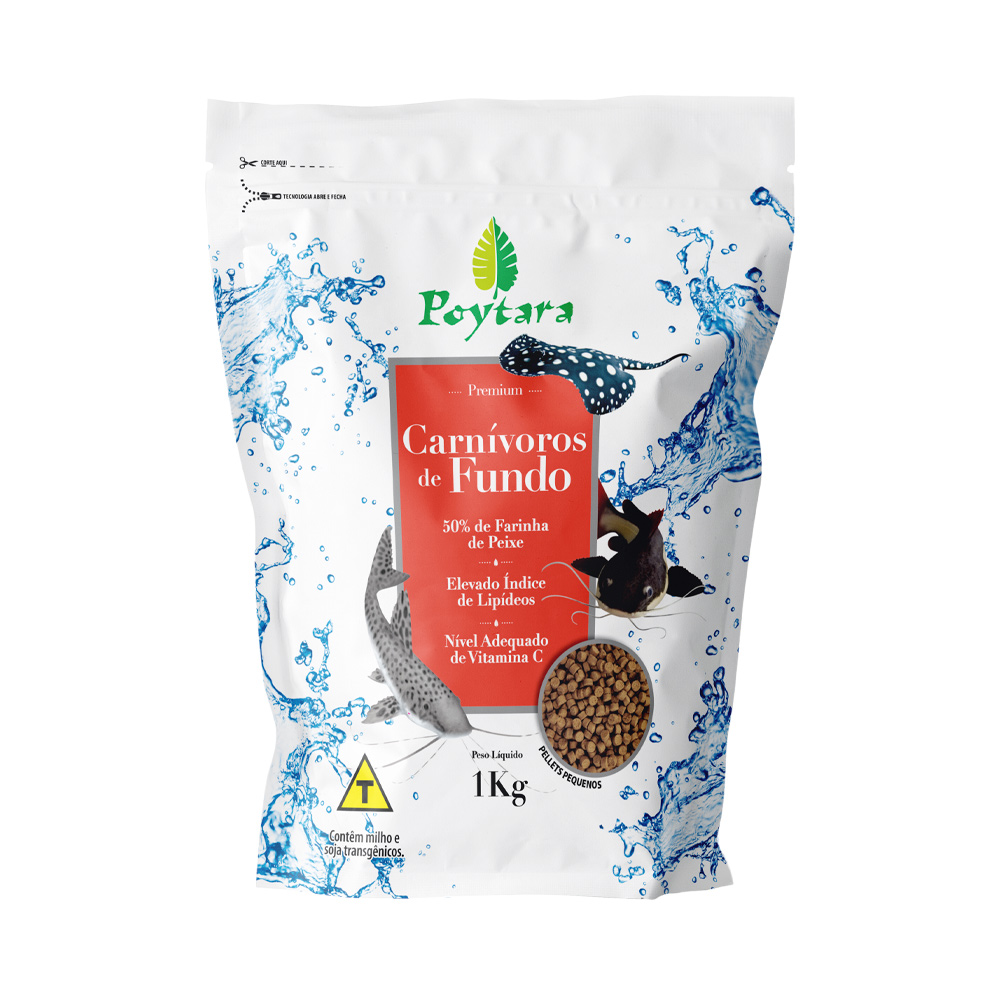 CORTE AQUI
TECNOLOGIA ABRE E FECHA
Poytara
Premium
Carnívoros
de Fundo
50% de Farinha
de Peixe
Elevado Índice
de Lipídeos
Nível Adequado
de Vitamina C
PELLETS PEQUENOS
Peso Líquido
1Kg
T
Contêm milho e
soja transgênicos.